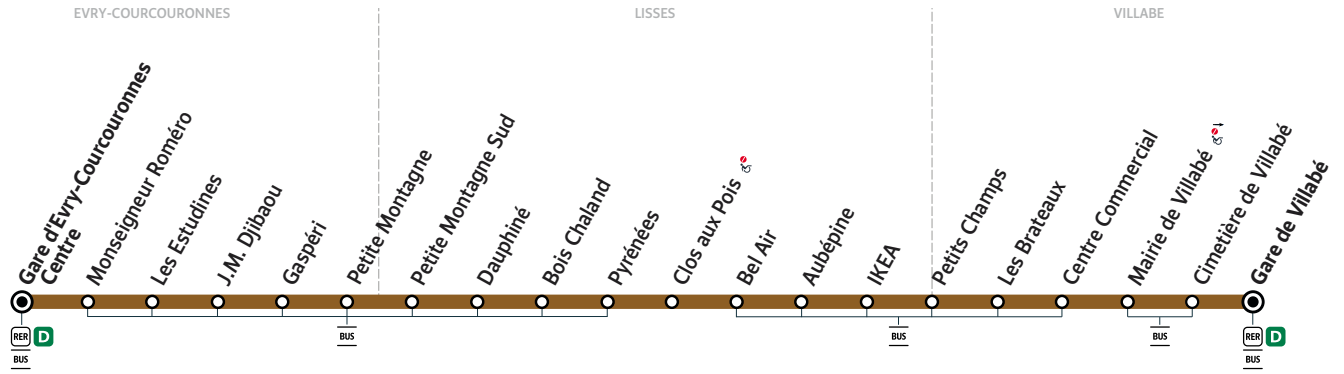 EVRY-COURCOURONNES
LISSES
VILLABE
Gare d'Evry-Courcouronnes
Centre
Monseigneur Roméro
Les Estudines
J.M. Djibaou
Gaspéri
Petite Montagne
Petite Montagne Sud
Dauphiné
Bois Chaland
Pyrénées
Clos aux Pois
Bel Air
Aubépine
IKEA
Petits Champs
Les Brateaux
Centre Commercial
Mairie de Villabé
Cimetière de Villabé
Gare de Villabé
RER D
BUS
BUS
BUS
BUS
RER D
BUS